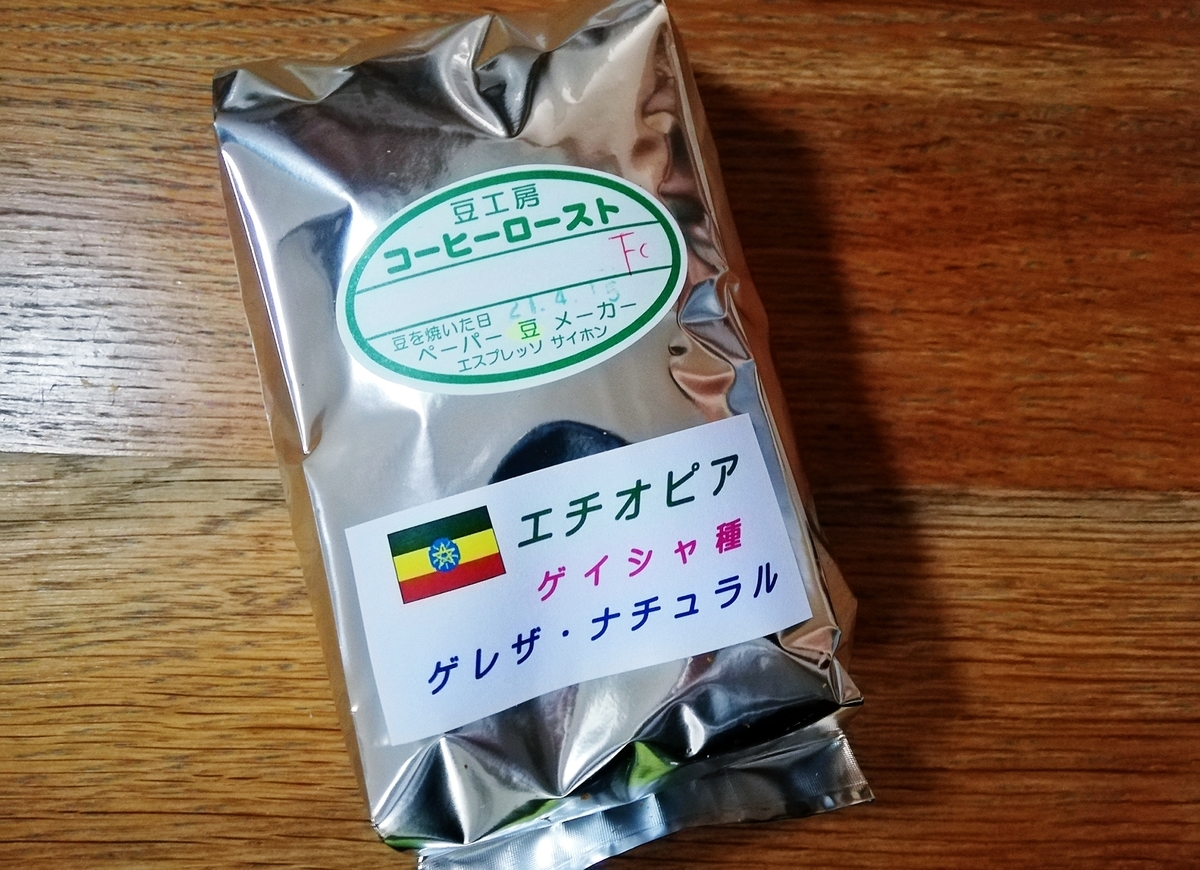 豆工房
コーヒーロースト
Fc
豆を焼いた日 21.4.
ペーパー 豆 メーカー
エスプレッソ サイホン
エチオピア
ゲイシャ種
ゲレザ・ナチュラル